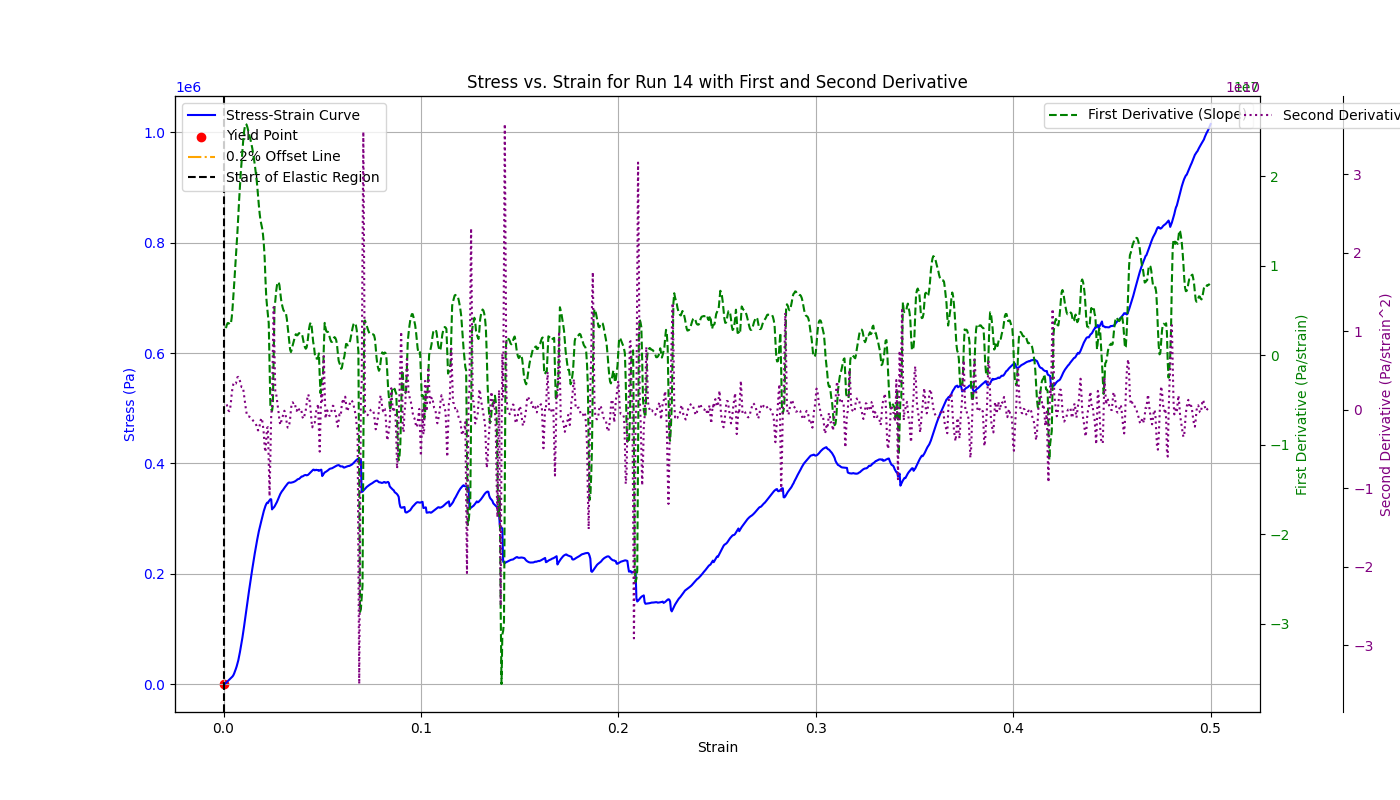 Stress vs. Strain for Run 14 with First and Second Derivative
1e6
Stress-Strain Curve
Yield Point
0.2% Offset Line
Start of Elastic Region
First Derivative (Slope)
Second Derivativ
1.0
0.8
0.6
0.4
0.2
0.0
Stress (Pa)
0.0
0.1
0.2
0.3
0.4
0.5
Strain
2
1
0
−1
−2
−3
First Derivative (Pa/strain)
3
2
1
0
−1
−2
−3
Second Derivative (Pa/strain^2)